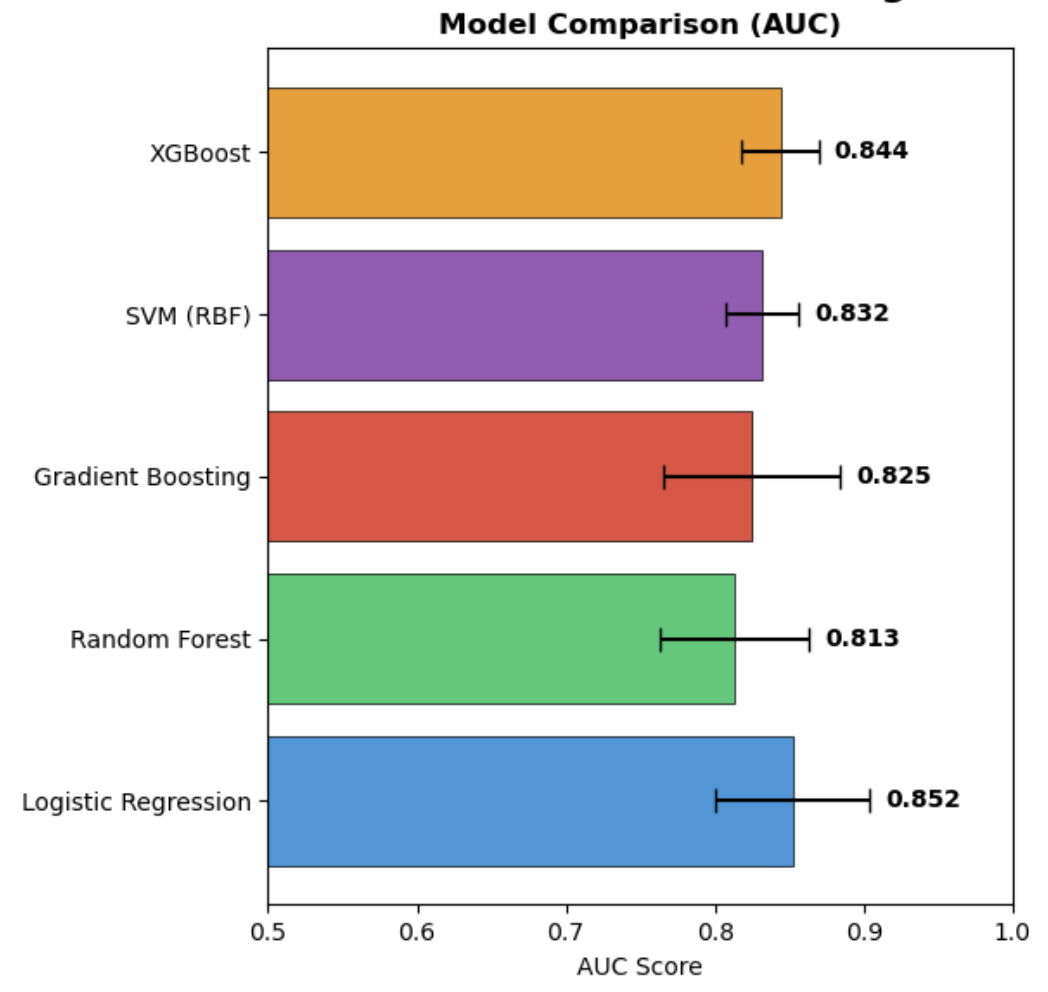 Model Comparison (AUC)
XGBoost
0.844
SVM (RBF)
0.832
Gradient Boosting
0.825
Random Forest
0.813
Logistic Regression
0.852
0.5 0.6 0.7 0.8 0.9 1.0
AUC Score